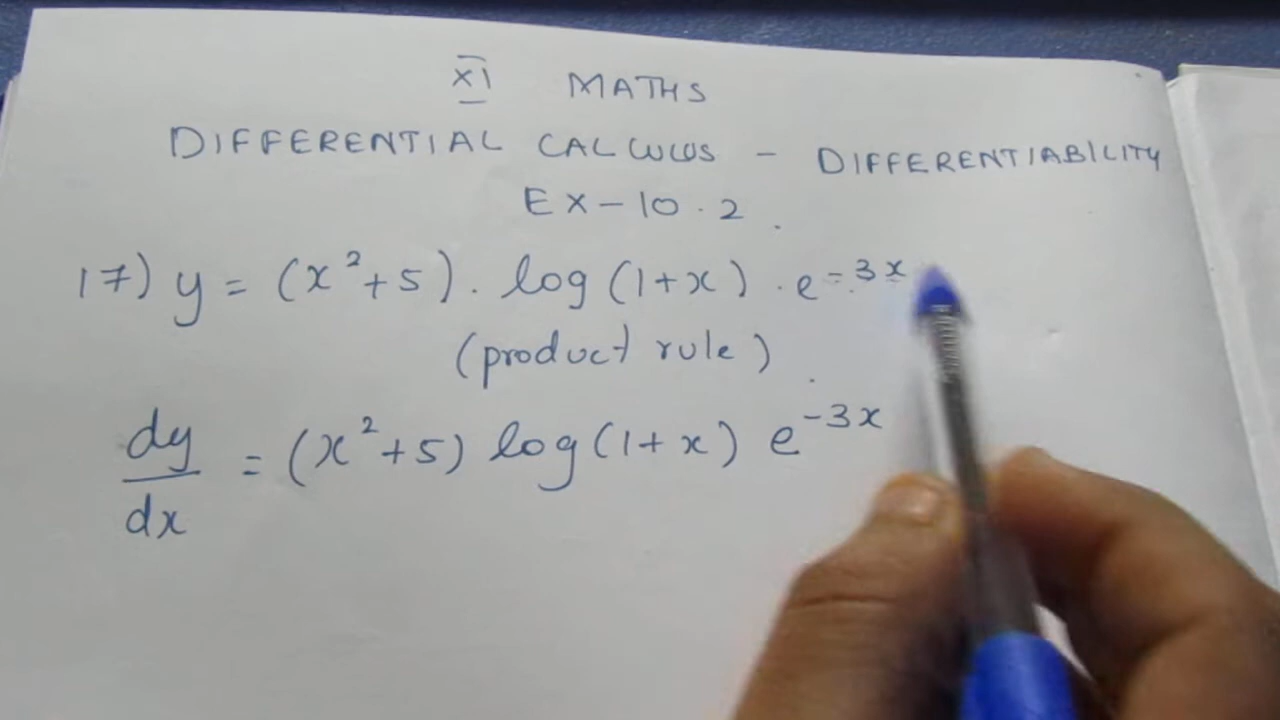 XI MATHS
DIFFERENTIAL CALCULUS - DIFFERENTIABILITY
EX-10.2
17) y = (x²+5). log(1+x) . e⁻³ˣ
(product rule)
dy/dx = (x²+5) log(1+x) e⁻³ˣ